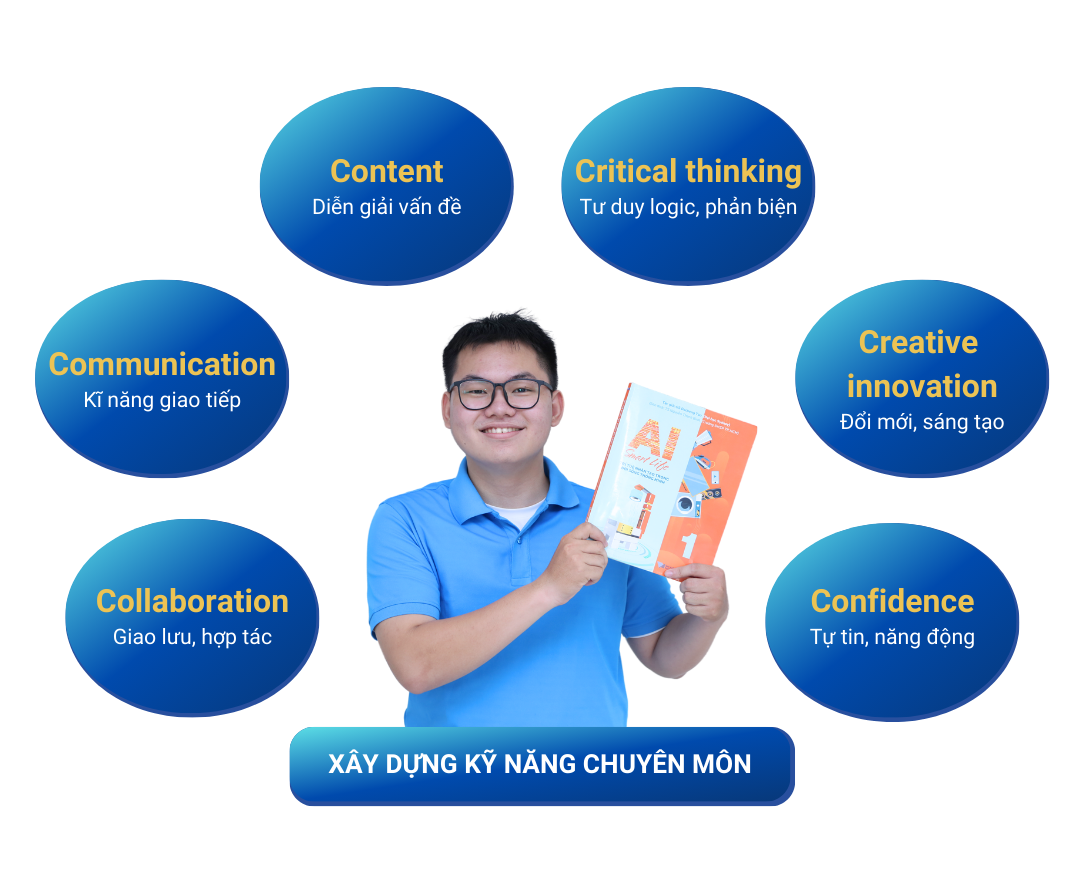 Content
Diễn giải vấn đề
Critical thinking
Tư duy logic, phản biện
Communication
Kĩ năng giao tiếp
Creative
innovation
Đổi mới, sáng tạo
Collaboration
Giao lưu, hợp tác
Confidence
Tự tin, năng động
AI
Smart Life
1
XÂY DỰNG KỸ NĂNG CHUYÊN MÔN